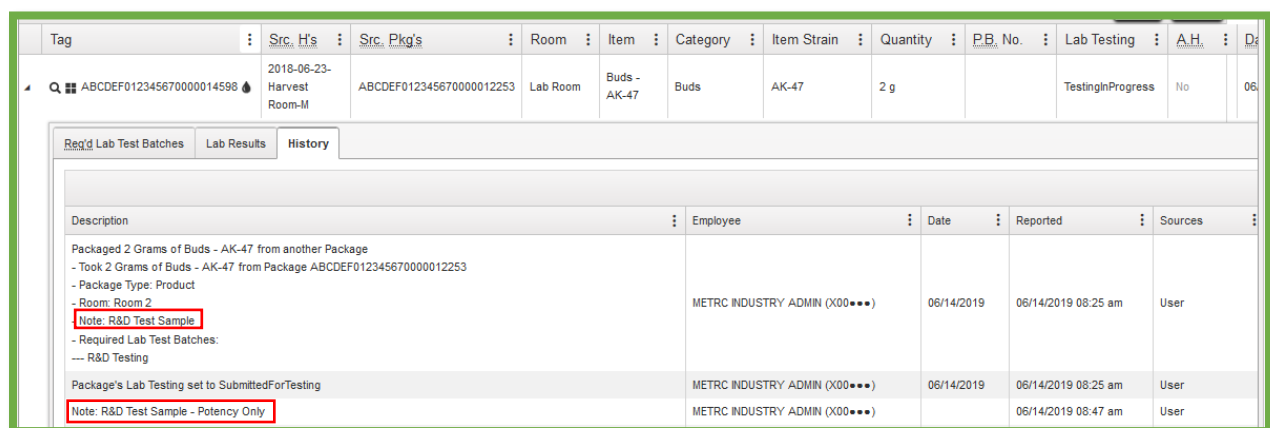 Tag Src. H's Src. Pkg's Room Item Category Item Strain Quantity P.B. No. Lab Testing A.H. Da
ABCDEF012345670000014598 2018-06-23-Harvest Room-M ABCDEF012345670000012253 Lab Room Buds - AK-47 Buds AK-47 2 g TestingInProgress No 06/
Req'd Lab Test Batches Lab Results History
Description Employee Date Reported Sources
Packaged 2 Grams of Buds - AK-47 from another Package
- Took 2 Grams of Buds - AK-47 from Package ABCDEF012345670000012253
- Package Type: Product
- Room: Room 2
- Note: R&D Test Sample
- Required Lab Test Batches:
--- R&D Testing
METRC INDUSTRY ADMIN (X00●●●) 06/14/2019 06/14/2019 08:25 am User
Package's Lab Testing set to SubmittedForTesting METRC INDUSTRY ADMIN (X00●●●) 06/14/2019 06/14/2019 08:25 am User
Note: R&D Test Sample - Potency Only METRC INDUSTRY ADMIN (X00●●●) 06/14/2019 08:47 am User